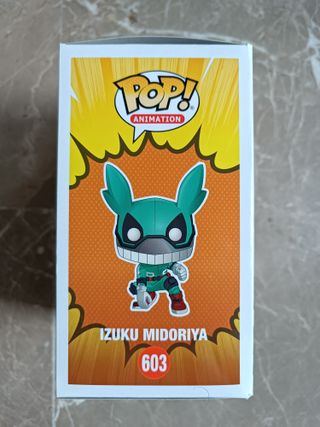 POP!
ANIMATION
IZUKU MIDORIYA
603